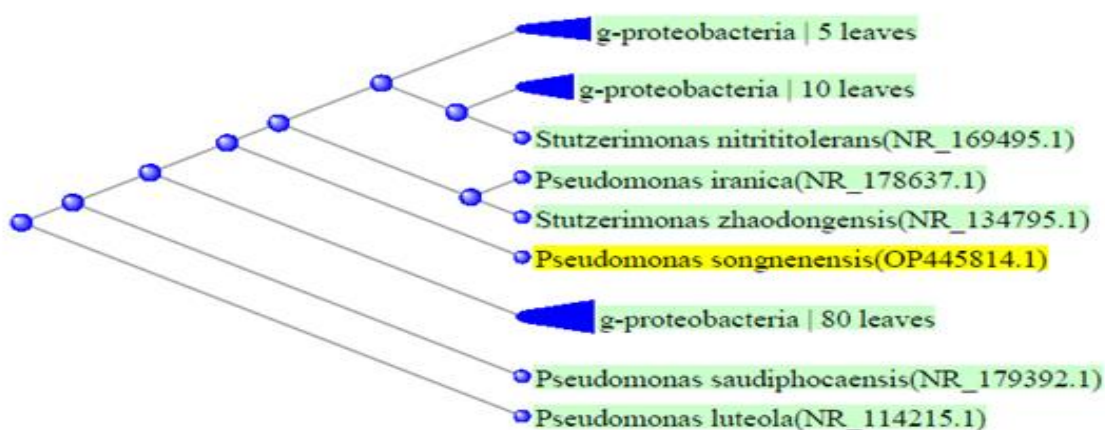 g-proteobacteria | 5 leaves
g-proteobacteria | 10 leaves
Stutzerimonas nitrititolerans(NR_169495.1)
Pseudomonas iranica(NR_178637.1)
Stutzerimonas zhaodongensis(NR_134795.1)
Pseudomonas songnenensis(OP445814.1)
g-proteobacteria | 80 leaves
Pseudomonas saudiphocaensis(NR_179392.1)
Pseudomonas luteola(NR_114215.1)